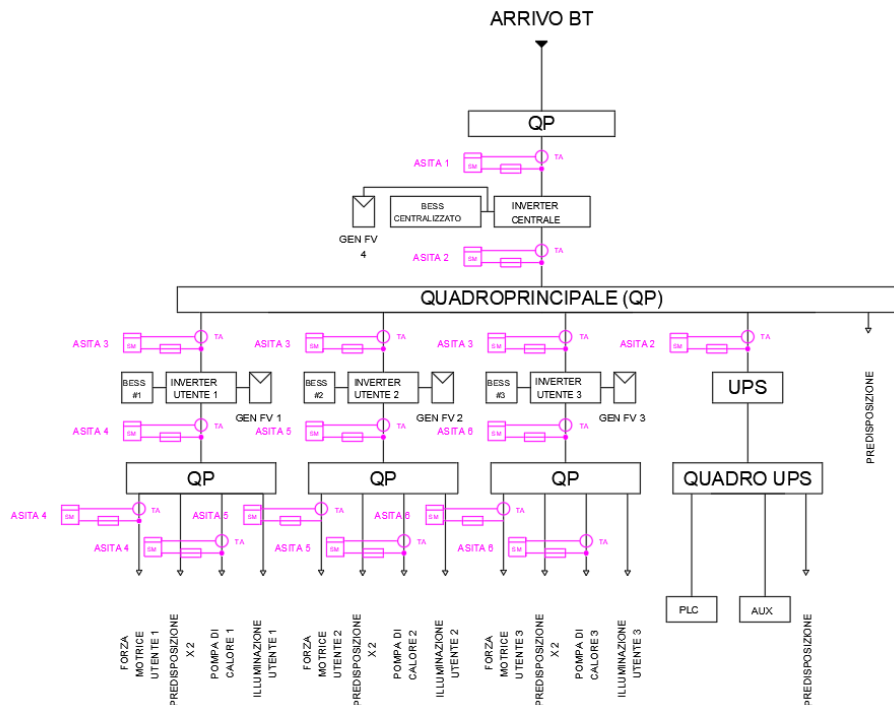 ARRIVO BT
QP
ASITA 1
SM
TA
BESS
CENTRALIZZATO
INVERTER
CENTRALE
GEN FV
4
ASITA 2
SM
TA
QUADROPRINCIPALE (QP)
ASITA 3
SM
TA
ASITA 3
SM
TA
ASITA 3
SM
TA
ASITA 2
SM
TA
BESS
#1
INVERTER
UTENTE 1
GEN FV 1
BESS
#2
INVERTER
UTENTE 2
GEN FV 2
BESS
#3
INVERTER
UTENTE 3
GEN FV 3
UPS
PREDISPOSIZIONE
ASITA 4
SM
TA
ASITA 5
SM
TA
ASITA 6
SM
TA
QP
QP
QP
QUADRO UPS
ASITA 4
SM
TA
ASITA 5
SM
TA
ASITA 6
SM
TA
ASITA 4
SM
TA
ASITA 5
SM
TA
ASITA 6
SM
TA
PLC
AUX
FORZA
MOTRICE
UTENTE 1
PREDISPOSIZIONE
X2
POMPA DI
CALORE 1
ILLUMINAZIONE
UTENTE 1
FORZA
MOTRICE
UTENTE 2
PREDISPOSIZIONE
X2
POMPA DI
CALORE 2
ILLUMINAZIONE
UTENTE 2
FORZA
MOTRICE
UTENTE 3
PREDISPOSIZIONE
X2
POMPA DI
CALORE 3
ILLUMINAZIONE
UTENTE 3
PREDISPOSIZIONE